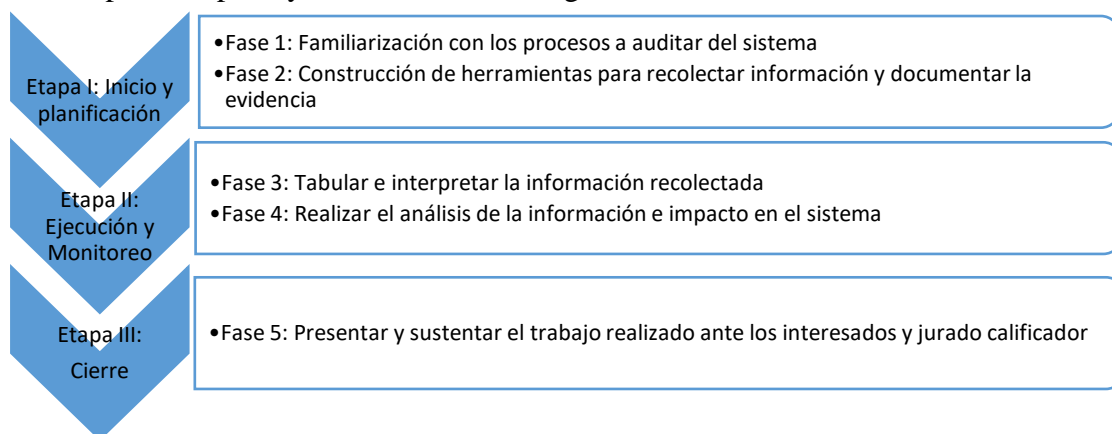 Etapa I: Inicio y
planificación
•Fase 1: Familiarización con los procesos a auditar del sistema
•Fase 2: Construcción de herramientas para recolectar información y documentar la
evidencia
Etapa II:
Ejecución y
Monitoreo
•Fase 3: Tabular e interpretar la información recolectada
•Fase 4: Realizar el análisis de la información e impacto en el sistema
Etapa III:
Cierre
•Fase 5: Presentar y sustentar el trabajo realizado ante los interesados y jurado calificador